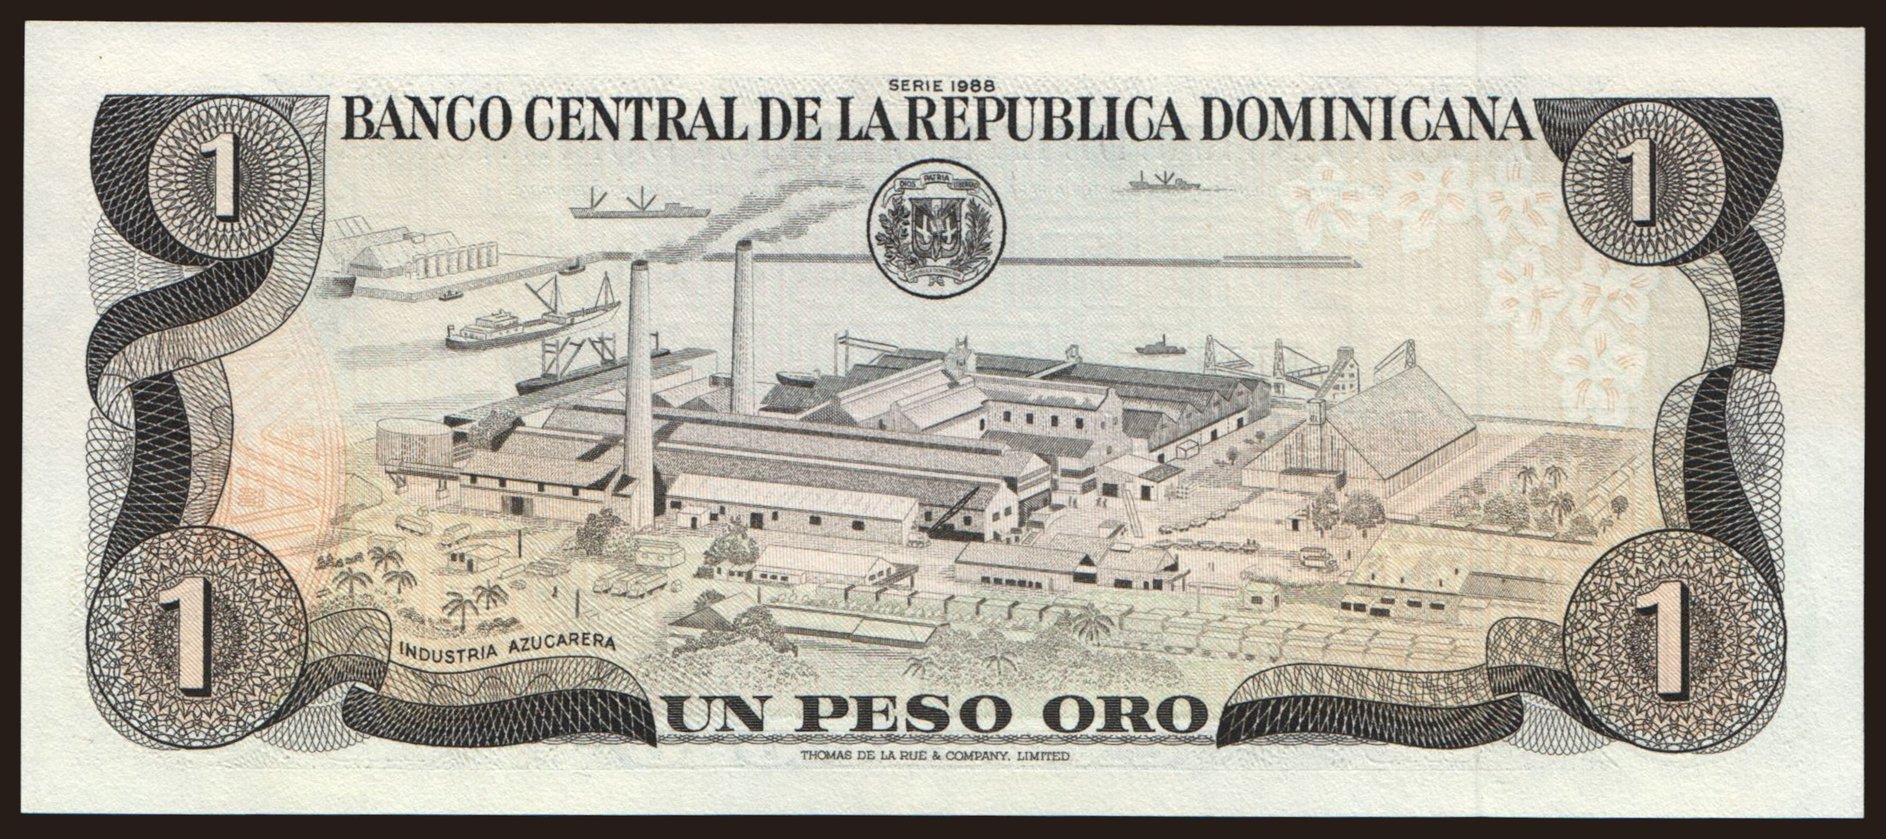 SERIE 1988
BANCO CENTRAL DE LA REPUBLICA DOMINICANA
1
1
DIOS PATRIA LIBERTAD
INDUSTRIA AZUCARERA
1
1
UN PESO ORO
THOMAS DE LA RUE & COMPANY, LIMITED